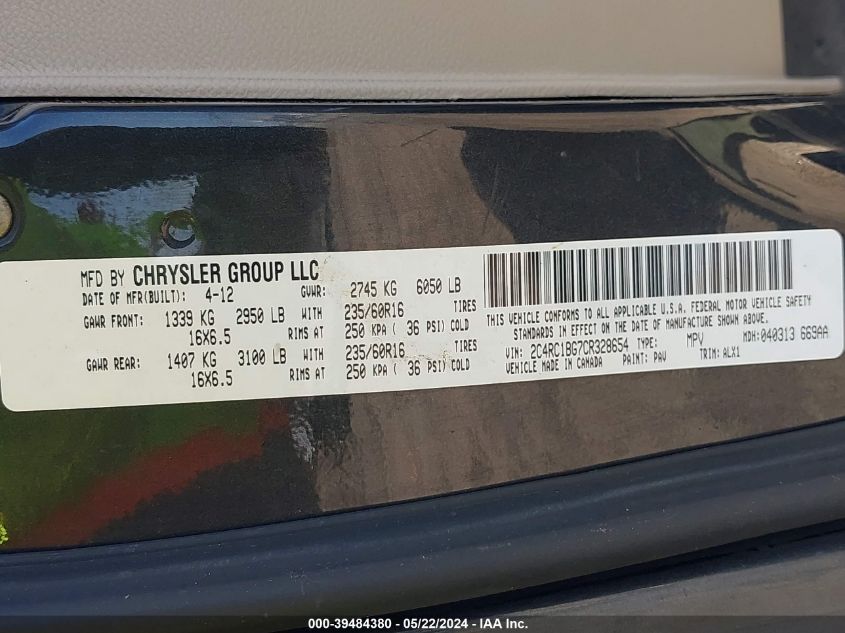 MFD BY CHRYSLER GROUP LLC
DATE OF MFR(BUILT): 4-12 GVWR: 2745 KG 6050 LB
GAWR FRONT: 1339 KG 2950 LB WITH 235/60R16 TIRES
16X6.5 RIMS AT 250 KPA ( 36 PSI) COLD
GAWR REAR: 1407 KG 3100 LB WITH 235/60R16 TIRES
16X6.5 RIMS AT 250 KPA ( 36 PSI) COLD
THIS VEHICLE CONFORMS TO ALL APPLICABLE U.S.A. FEDERAL MOTOR VEHICLE SAFETY
STANDARDS IN EFFECT ON THE DATE OF MANUFACTURE SHOWN ABOVE.
VIN: 2C4RC1BG7CR328654 TYPE: MPV MDH:040313 669AA
VEHICLE MADE IN CANADA PAINT: PAV TRIM: ALX1
000-39484380 - 05/22/2024 - IAA Inc.